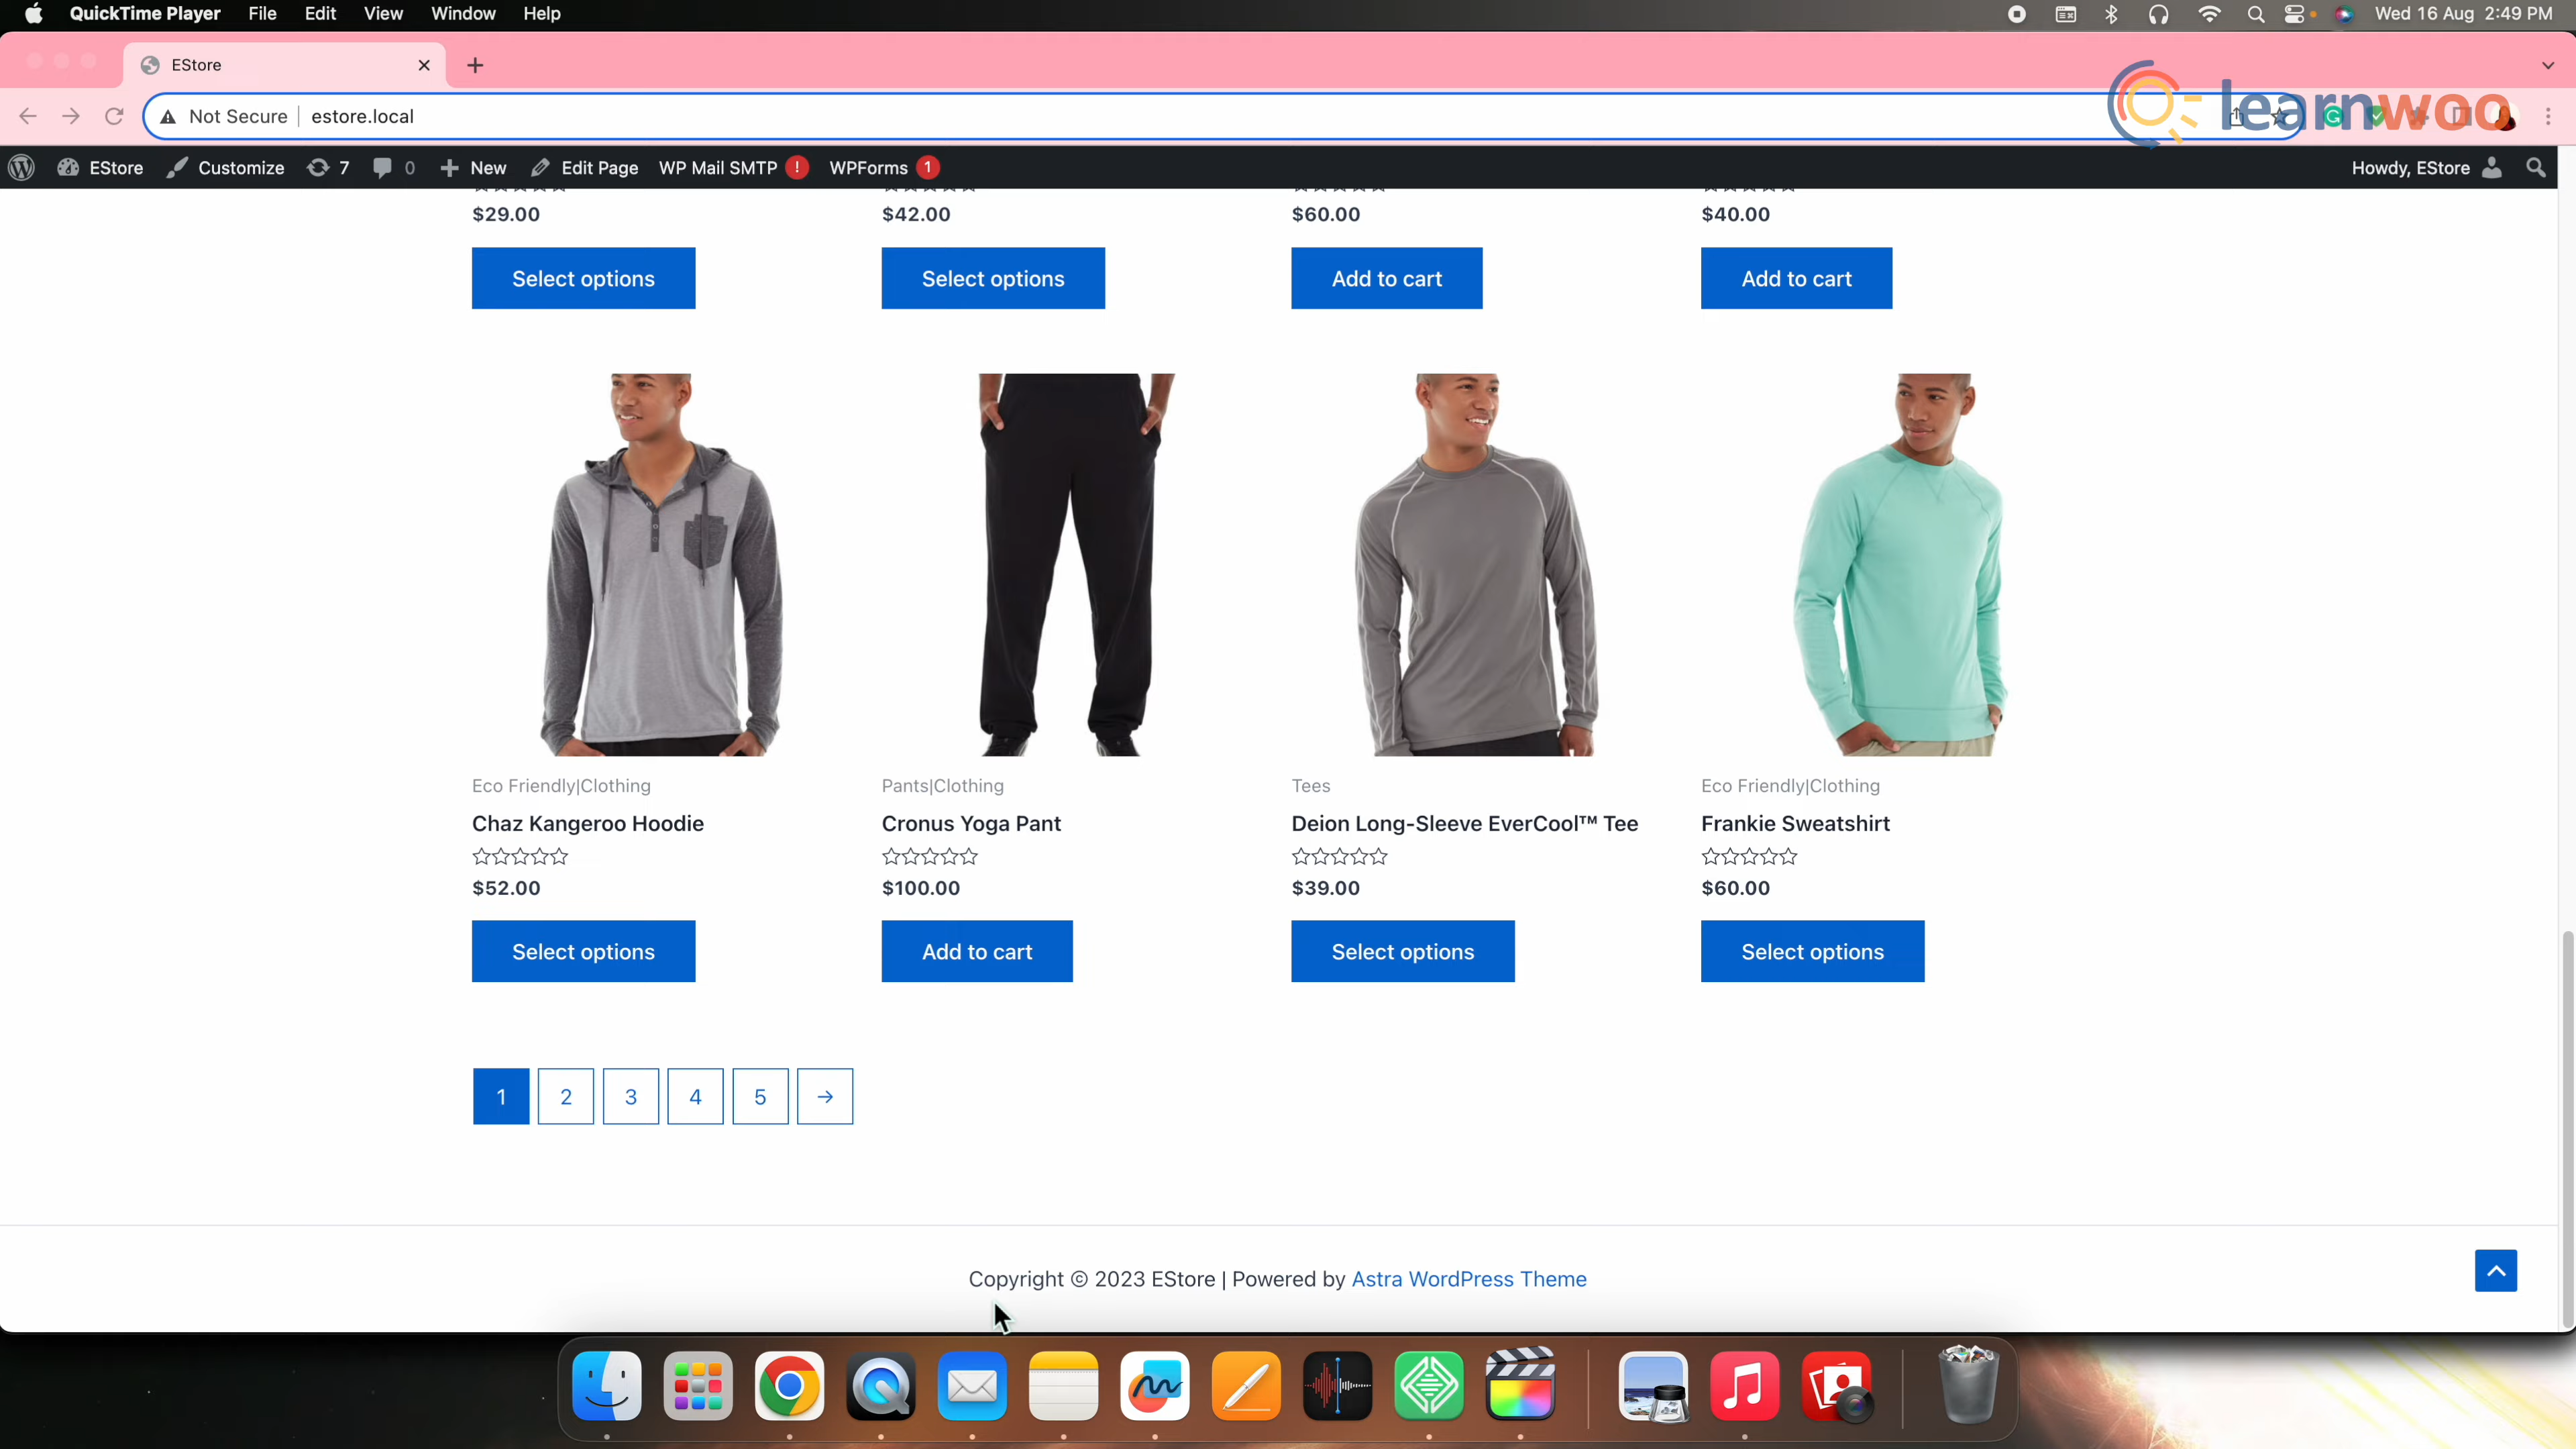 QuickTime Player File Edit View Window Help Wed 16 Aug 2:49 PM
EStore
Not Secure estore.local
learnwoo
EStore Customize 7 0 New Edit Page WP Mail SMTP ! WPForms 1 Howdy, EStore
$29.00 $42.00 $60.00 $40.00
Select options Select options Add to cart Add to cart
Eco Friendly|Clothing Pants|Clothing Tees Eco Friendly|Clothing
Chaz Kangeroo Hoodie Cronus Yoga Pant Deion Long-Sleeve EverCool™ Tee Frankie Sweatshirt
$52.00 $100.00 $39.00 $60.00
Select options Add to cart Select options Select options
1 2 3 4 5 →
Copyright © 2023 EStore | Powered by Astra WordPress Theme